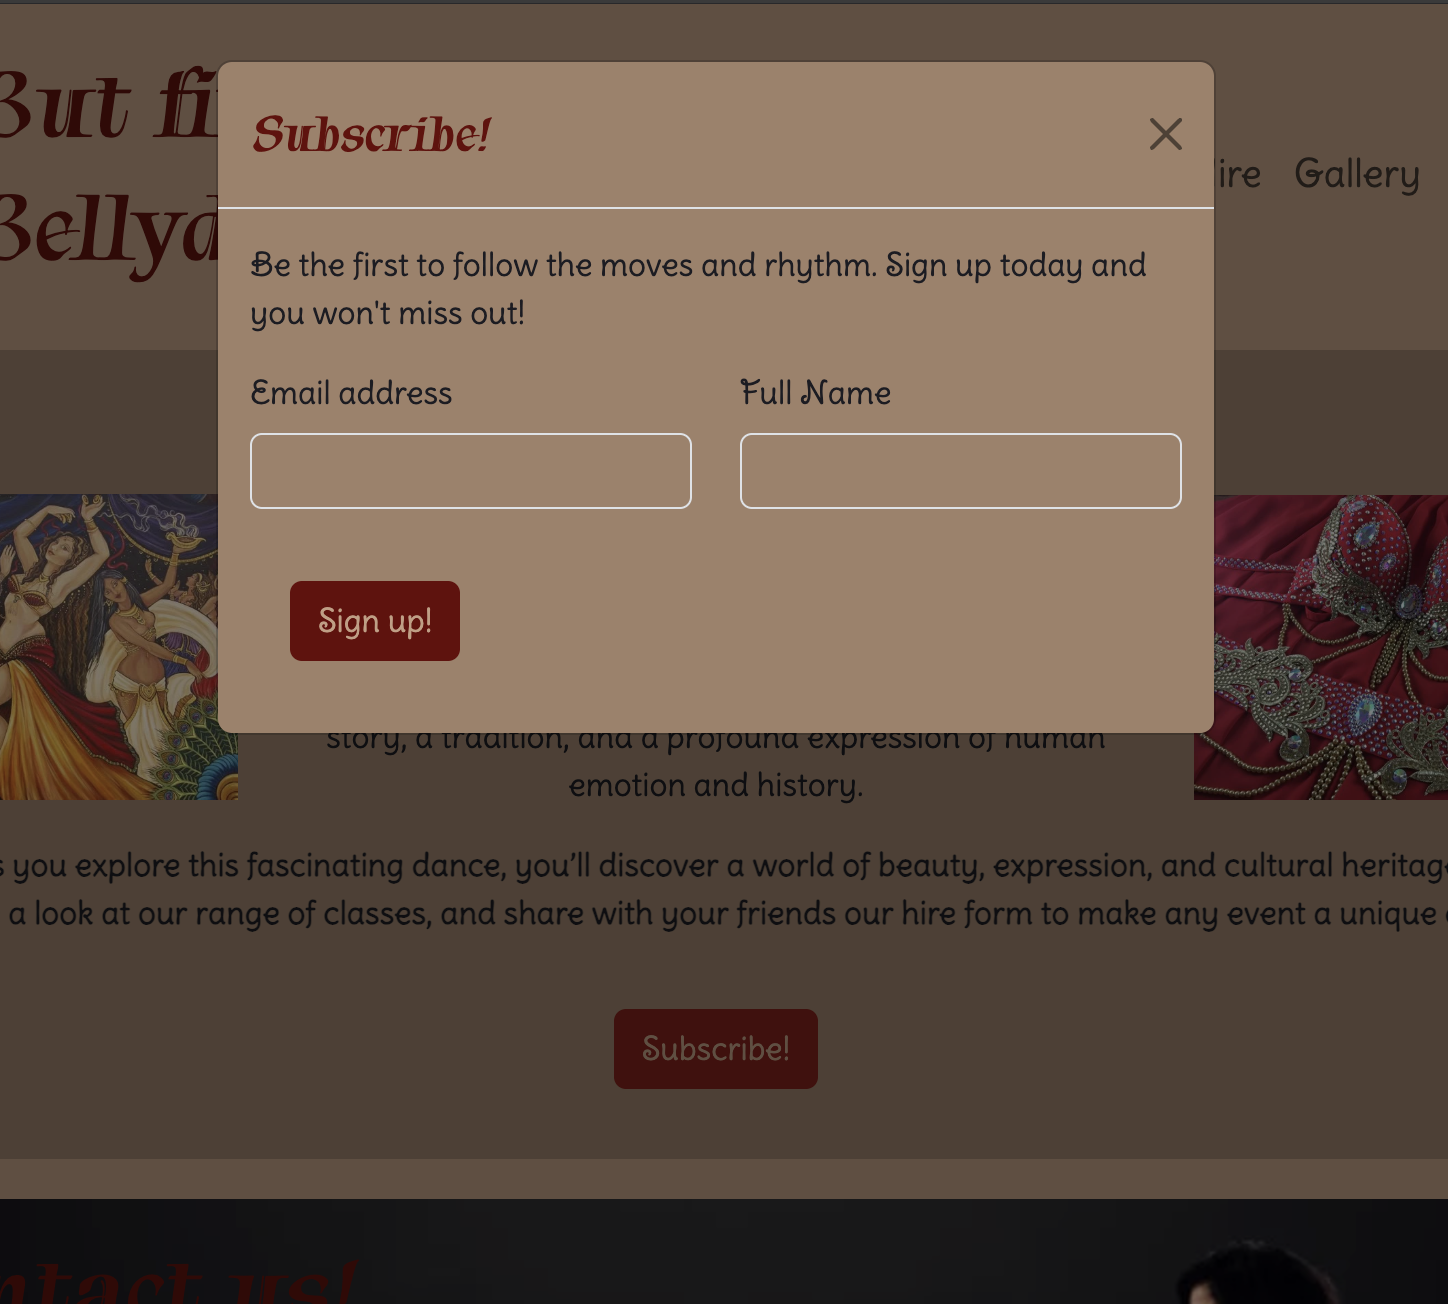 But fi
Bellyd
ire Gallery
Subscribe!
Be the first to follow the moves and rhythm. Sign up today and
you won't miss out!
Email address Full Name
Sign up!
story, a tradition, and a profound expression of human
emotion and history.
s you explore this fascinating dance, you’ll discover a world of beauty, expression, and cultural heritag
a look at our range of classes, and share with your friends our hire form to make any event a unique
Subscribe!
ntact us!